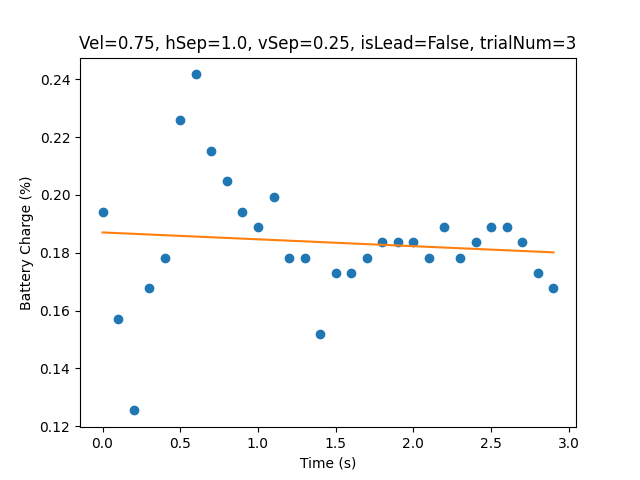 Vel=0.75, hSep=1.0, vSep=0.25, isLead=False, trialNum=3
0.24
0.22
0.20
0.18
0.16
0.14
0.12
Battery Charge (%)
0.0 0.5 1.0 1.5 2.0 2.5 3.0
Time (s)